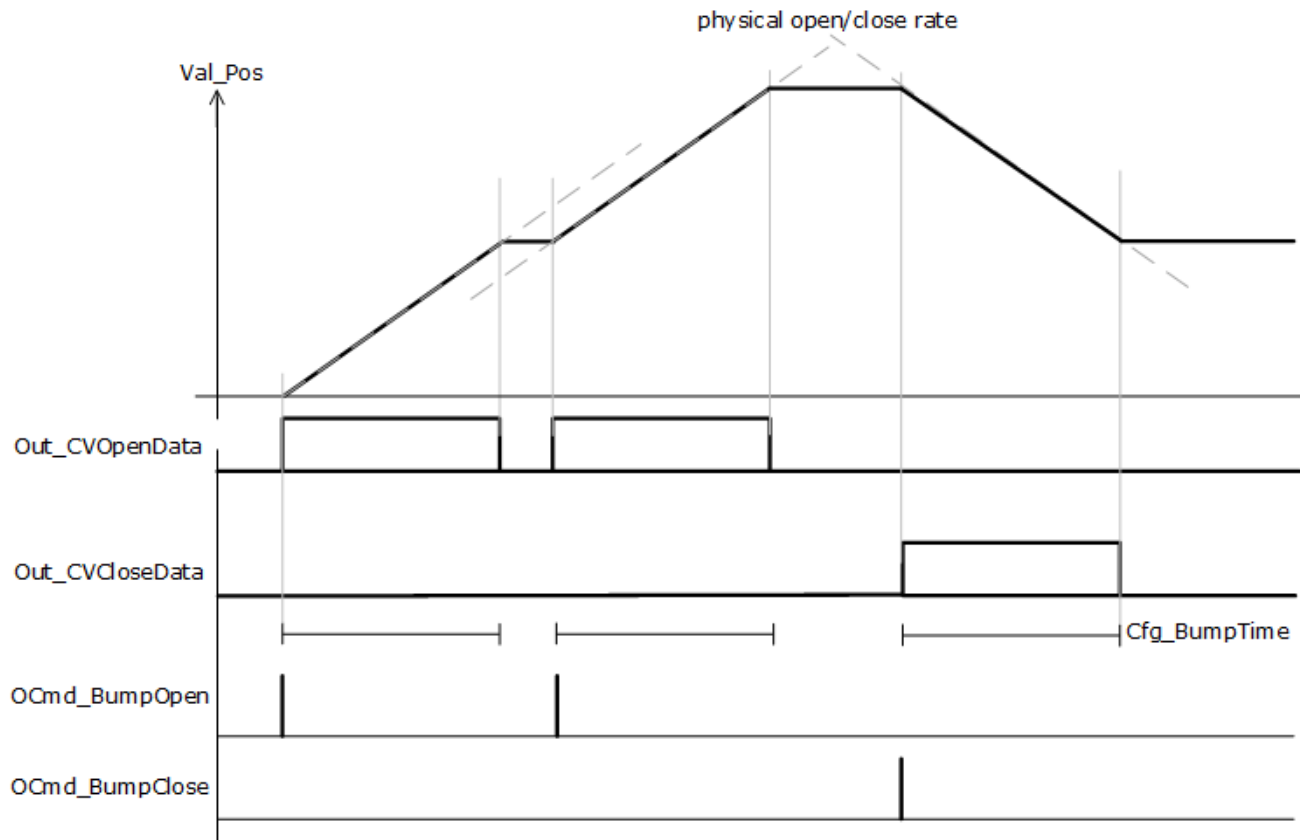 physical open/close rate
Val_Pos
Out_CVOpenData
Out_CVCloseData
Cfg_BumpTime
OCmd_BumpOpen
OCmd_BumpClose